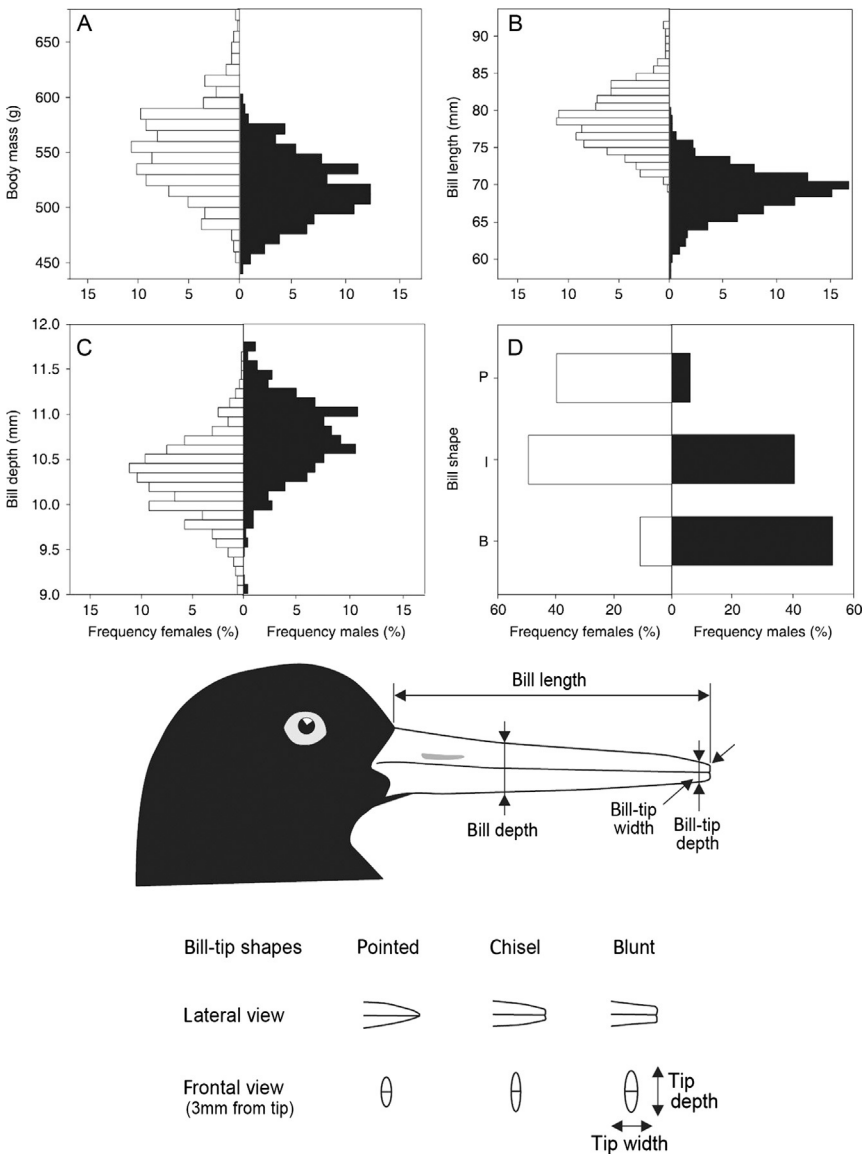 A
650
600
550
500
450
Body mass (g)
15 10 5 0 5 10 15
B
90
85
80
75
70
65
60
Bill length (mm)
15 10 5 0 5 10 15
C
12.0
11.5
11.0
10.5
10.0
9.5
9.0
Bill depth (mm)
15 10 5 0 5 10 15
Frequency females (%) Frequency males (%)
D
P
I
B
Bill shape
60 40 20 0 20 40 60
Frequency females (%) Frequency males (%)
Bill length
Bill depth
Bill-tip
width
Bill-tip
depth
Bill-tip shapes Pointed Chisel Blunt
Lateral view
Frontal view
(3mm from tip)
Tip
depth
Tip width